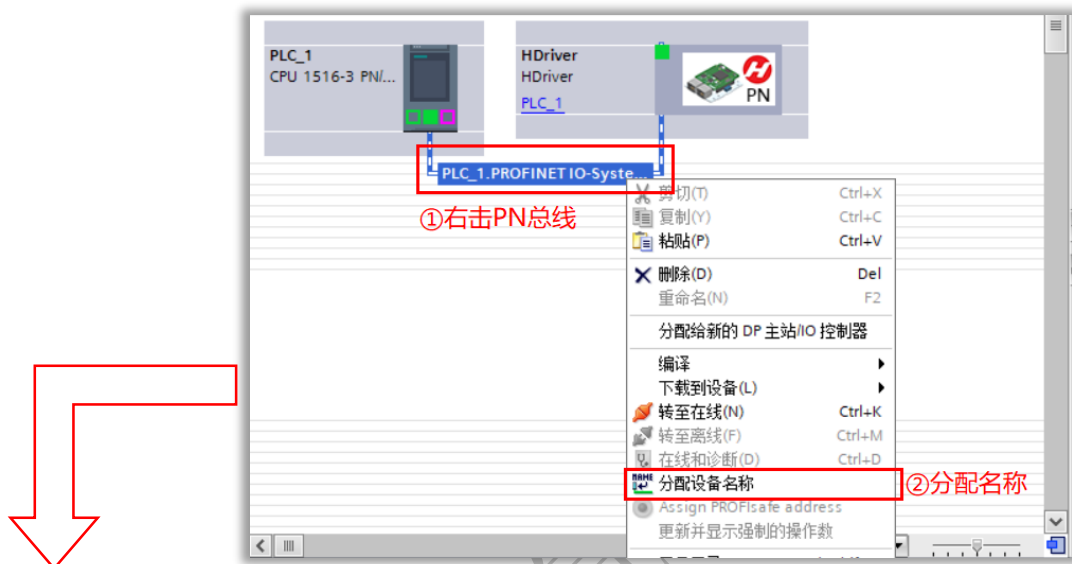 PLC_1
CPU 1516-3 PN/...
HDriver
HDriver
PLC_1
PN
PLC_1.PROFINET IO-Syste...
①右击PN总线
剪切(T) Ctrl+X
复制(Y) Ctrl+C
粘贴(P) Ctrl+V
删除(D) Del
重命名(N) F2
分配给新的 DP 主站/IO 控制器
编译
下载到设备(L)
转至在线(N) Ctrl+K
转至离线(F) Ctrl+M
在线和诊断(D) Ctrl+D
NAME 分配设备名称
②分配名称
Assign PROFIsafe address
更新并显示强制的操作数